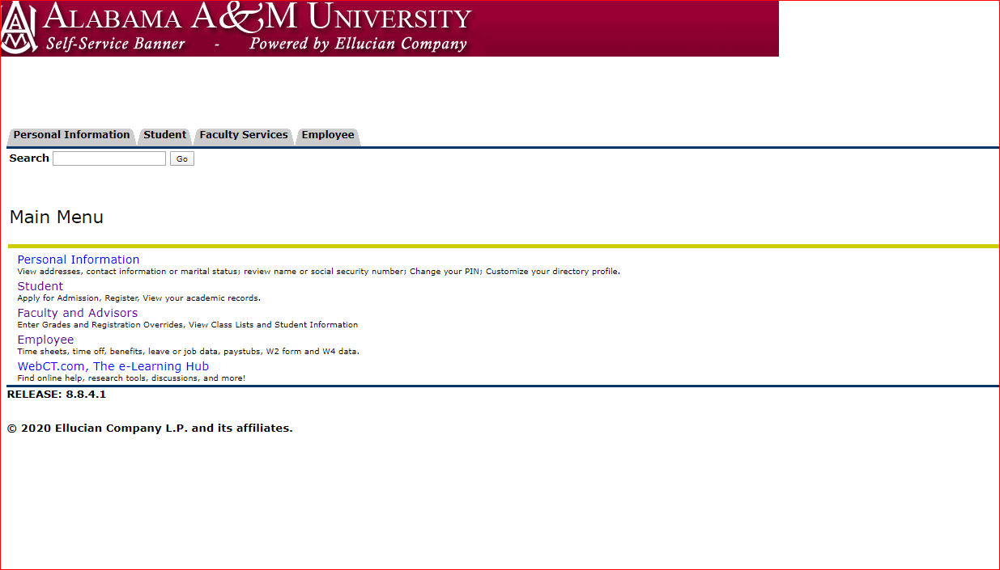 ALABAMA A&M UNIVERSITY
Self-Service Banner - Powered by Ellucian Company
Personal Information Student Faculty Services Employee
Search Go
Main Menu
Personal Information
View addresses, contact information or marital status; review name or social security number; Change your PIN; Customize your directory profile.
Student
Apply for Admission, Register, View your academic records.
Faculty and Advisors
Enter Grades and Registration Overrides, View Class Lists and Student Information
Employee
Time sheets, time off, benefits, leave or job data, paystubs, W2 form and W4 data.
WebCT.com, The e-Learning Hub
Find online help, research tools, discussions, and more!
RELEASE: 8.8.4.1
© 2020 Ellucian Company L.P. and its affiliates.